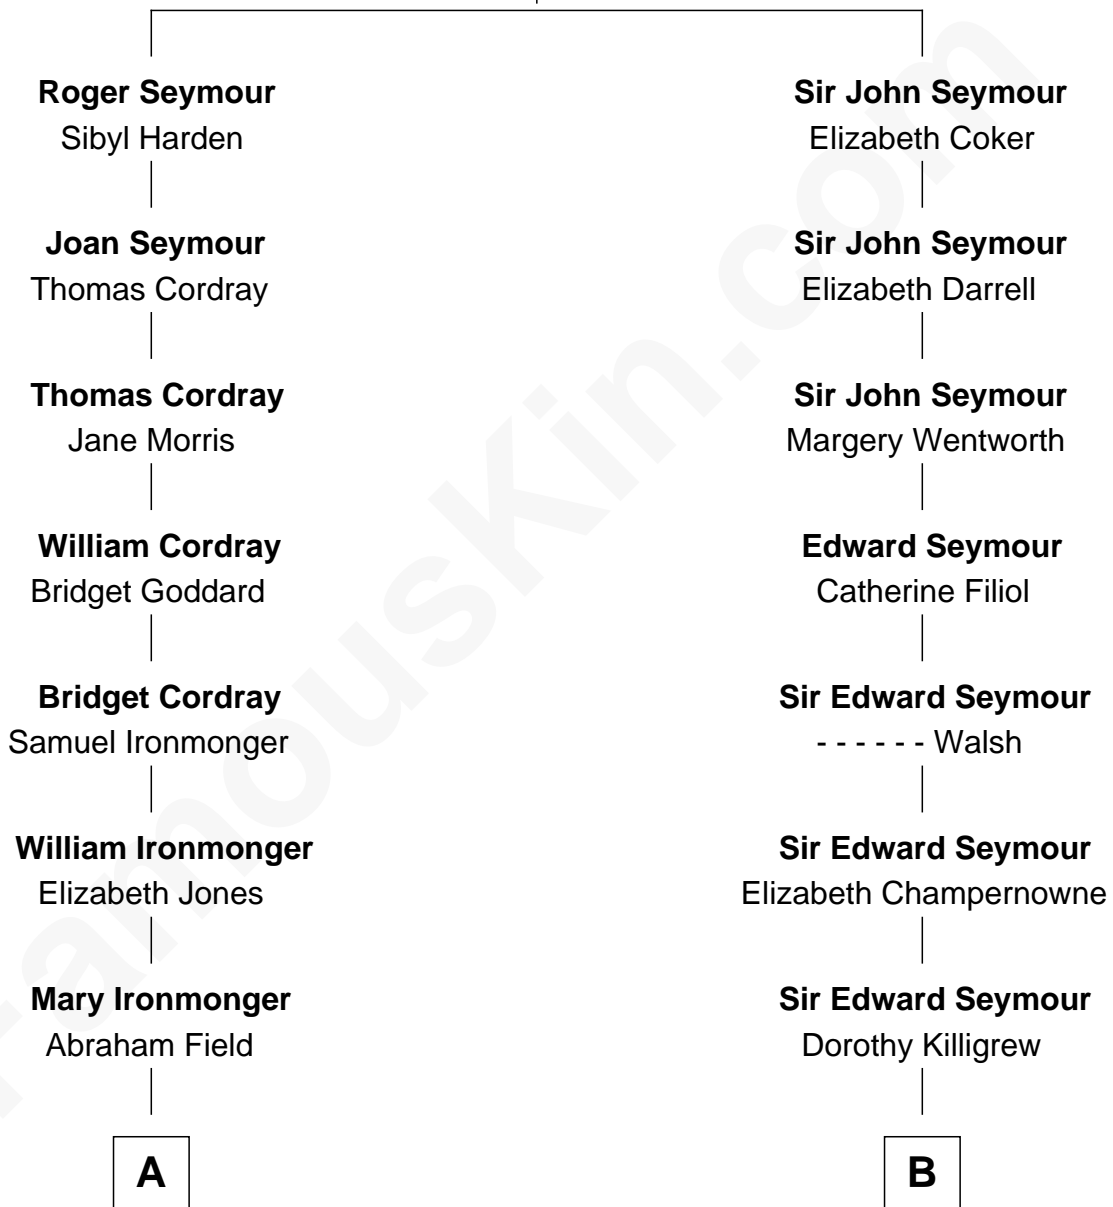 Roger Seymour
Sibyl Harden
Joan Seymour
Thomas Cordray
Thomas Cordray
Jane Morris
William Cordray
Bridget Goddard
Bridget Cordray
Samuel Ironmonger
William Ironmonger
Elizabeth Jones
Mary Ironmonger
Abraham Field
A
Sir John Seymour
Elizabeth Coker
Sir John Seymour
Elizabeth Darrell
Sir John Seymour
Margery Wentworth
Edward Seymour
Catherine Filiol
Sir Edward Seymour
- - - - - - Walsh
Sir Edward Seymour
Elizabeth Champernowne
Sir Edward Seymour
Dorothy Killigrew
B
FamousKin.com